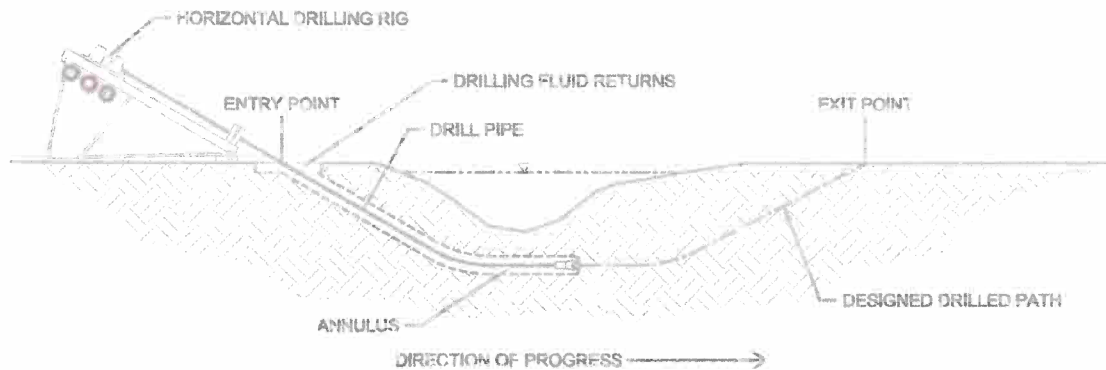 HORIZONTAL DRILLING RIG
DRILLING FLUID RETURNS
ENTRY POINT
EXIT POINT
DRILL PIPE
DESIGNED DRILLED PATH
ANNULUS
DIRECTION OF PROGRESS